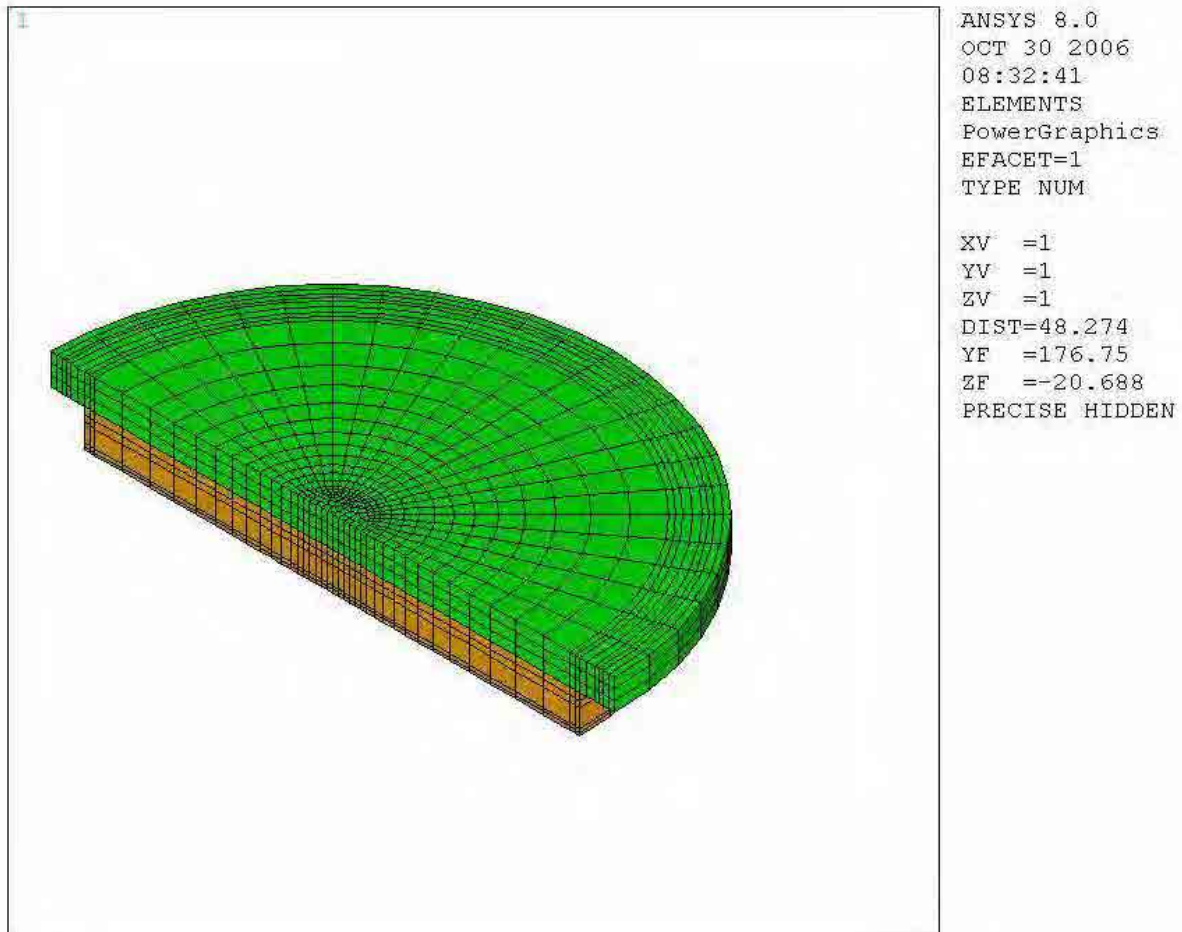 1
ANSYS 8.0
OCT 30 2006
08:32:41
ELEMENTS
PowerGraphics
EFACET=1
TYPE NUM
XV =1
YV =1
ZV =1
DIST=48.274
YF =176.75
ZF =-20.688
PRECISE HIDDEN